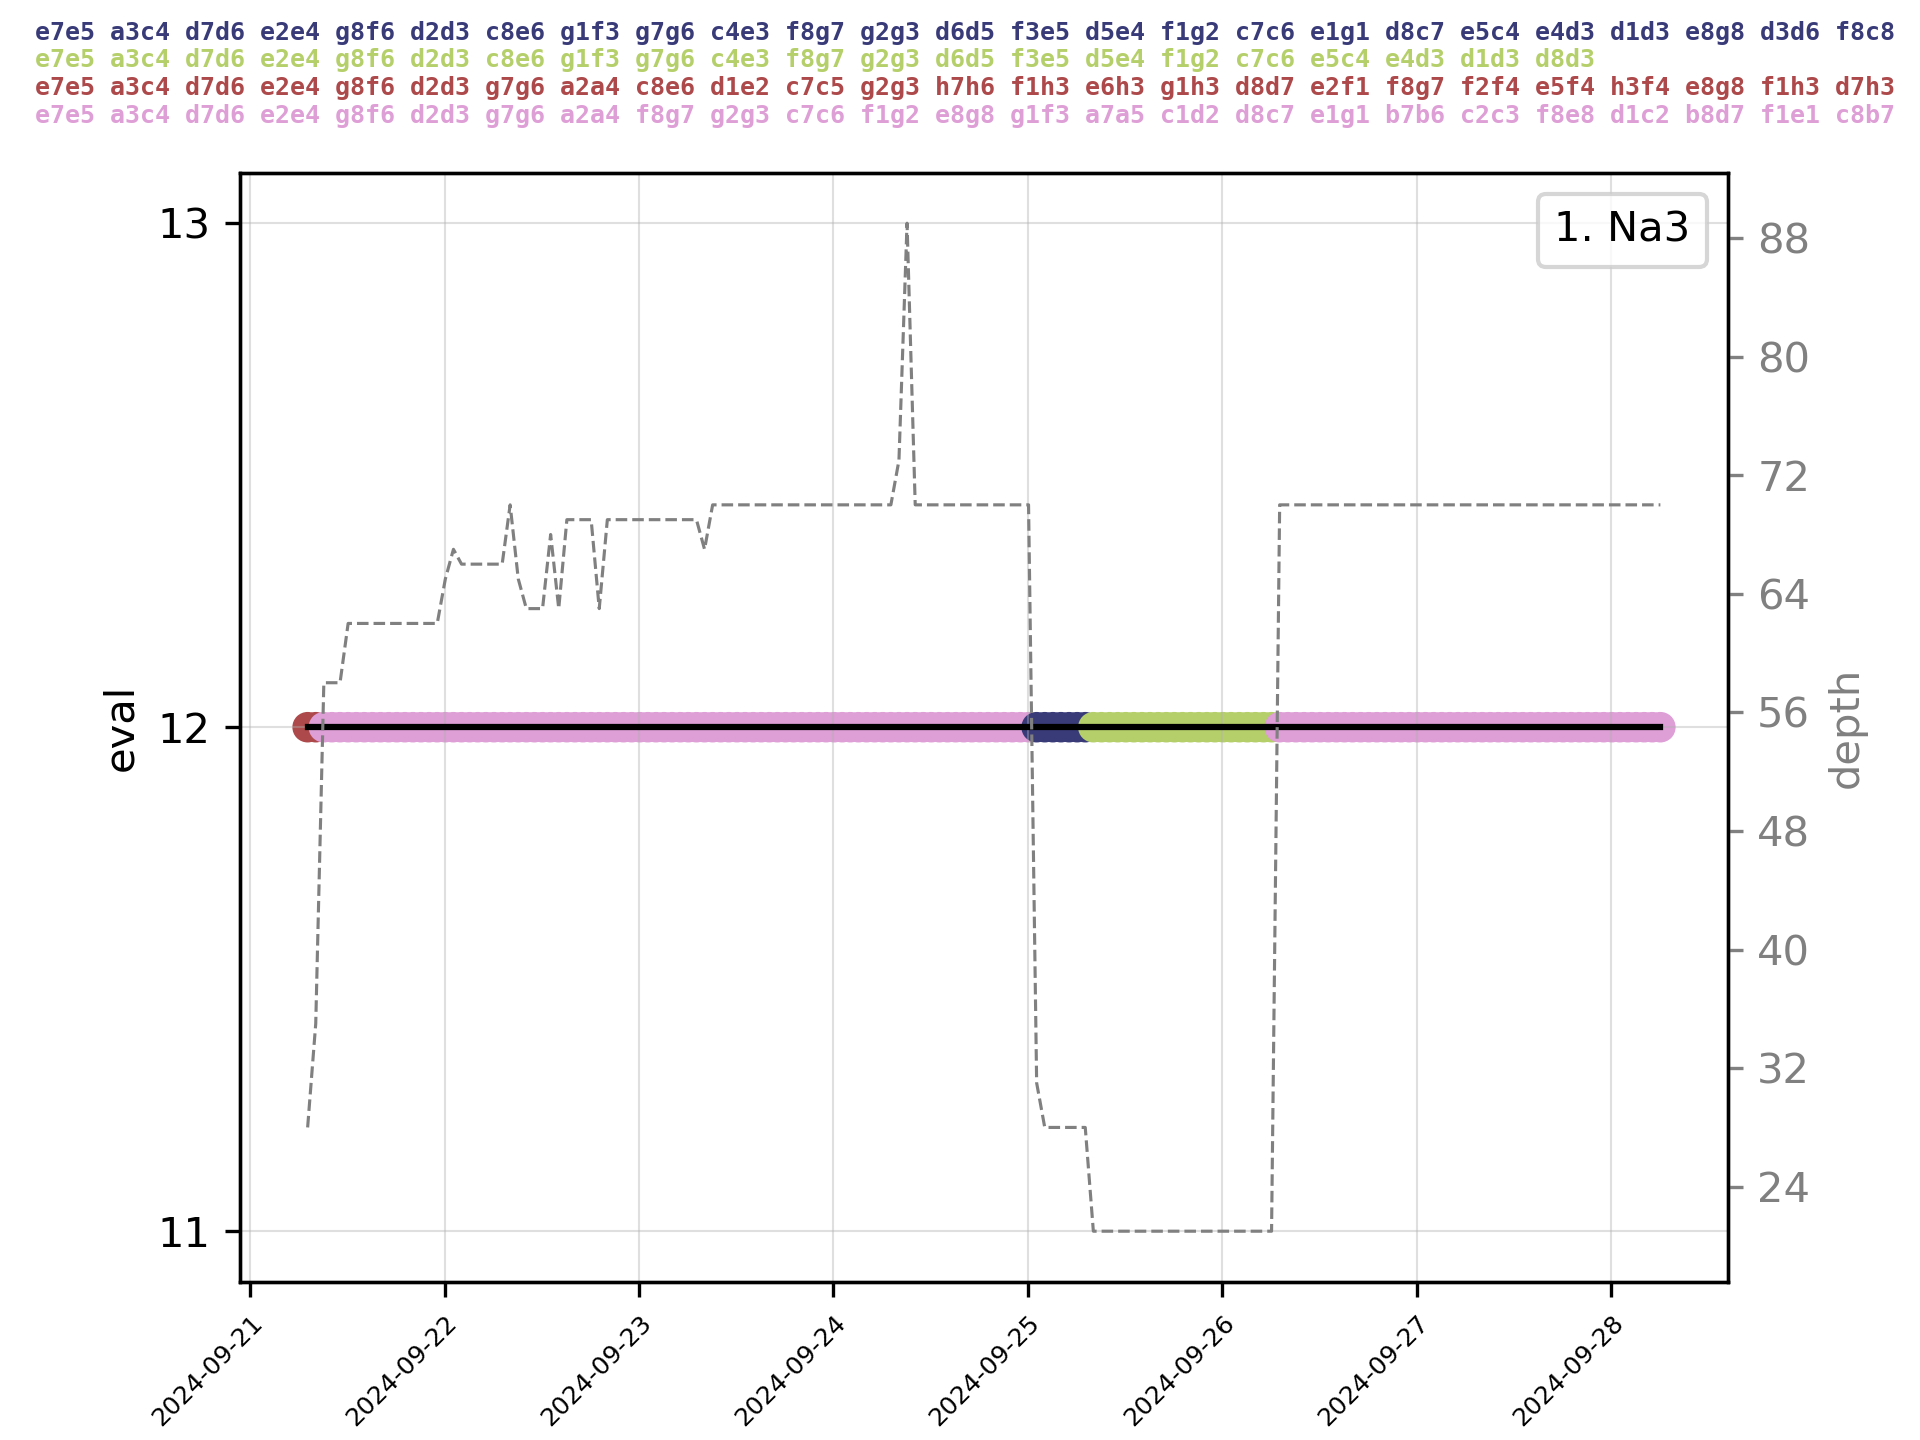 e7e5 a3c4 d7d6 e2e4 g8f6 d2d3 c8e6 g1f3 g7g6 c4e3 f8g7 g2g3 d6d5 f3e5 d5e4 f1g2 c7c6 e1g1 d8c7 e5c4 e4d3 d1d3 e8g8 d3d6 f8c8
e7e5 a3c4 d7d6 e2e4 g8f6 d2d3 c8e6 g1f3 g7g6 c4e3 f8g7 g2g3 d6d5 f3e5 d5e4 f1g2 c7c6 e5c4 e4d3 d1d3 d8d3
e7e5 a3c4 d7d6 e2e4 g8f6 d2d3 g7g6 a2a4 c8e6 d1e2 c7c5 g2g3 h7h6 f1h3 e6h3 g1h3 d8d7 e2f1 f8g7 f2f4 e5f4 h3f4 e8g8 f1h3 d7h3
e7e5 a3c4 d7d6 e2e4 g8f6 d2d3 g7g6 a2a4 f8g7 g2g3 c7c6 f1g2 e8g8 g1f3 a7a5 c1d2 d8c7 e1g1 b7b6 c2c3 f8e8 d1c2 b8d7 f1e1 c8b7
1. Na3
13
12
11
eval
88
80
72
64
56
48
40
32
24
depth
2024-09-21
2024-09-22
2024-09-23
2024-09-24
2024-09-25
2024-09-26
2024-09-27
2024-09-28